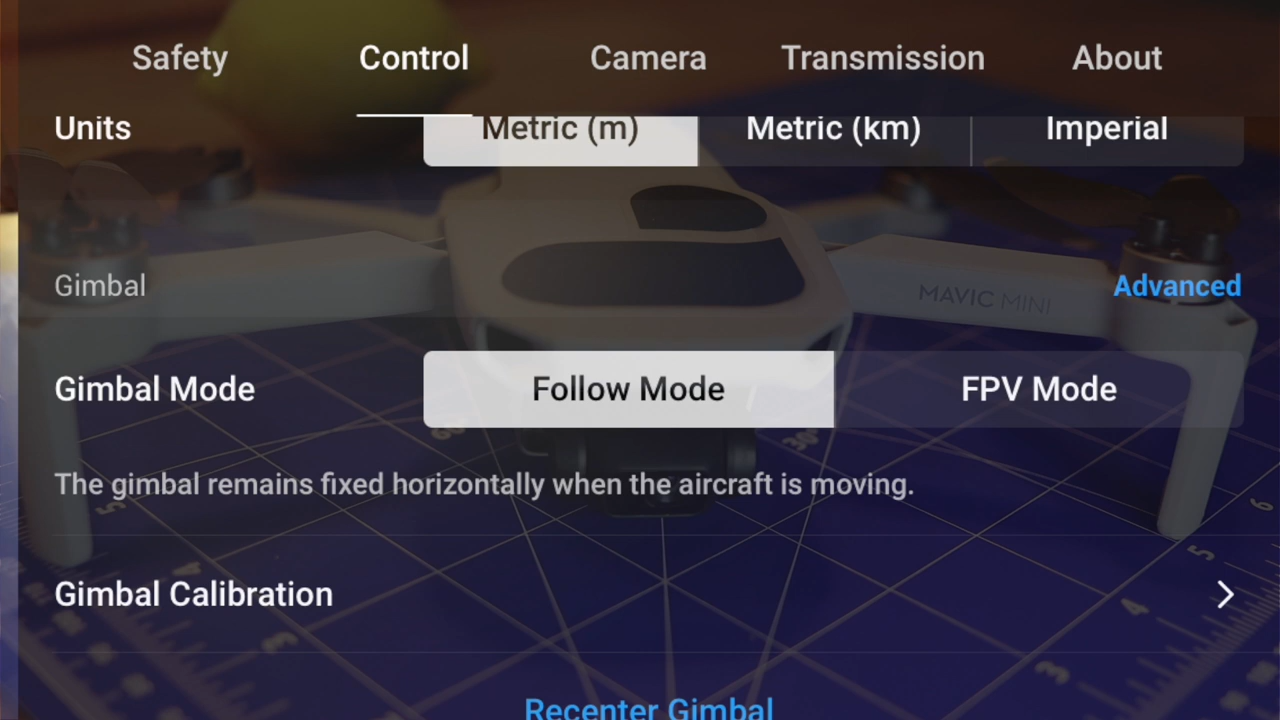 Safety Control Camera Transmission About
Units Metric (m) Metric (km) Imperial
Gimbal Advanced
MAVIC MINI
Gimbal Mode Follow Mode FPV Mode
The gimbal remains fixed horizontally when the aircraft is moving.
Gimbal Calibration
Recenter Gimbal